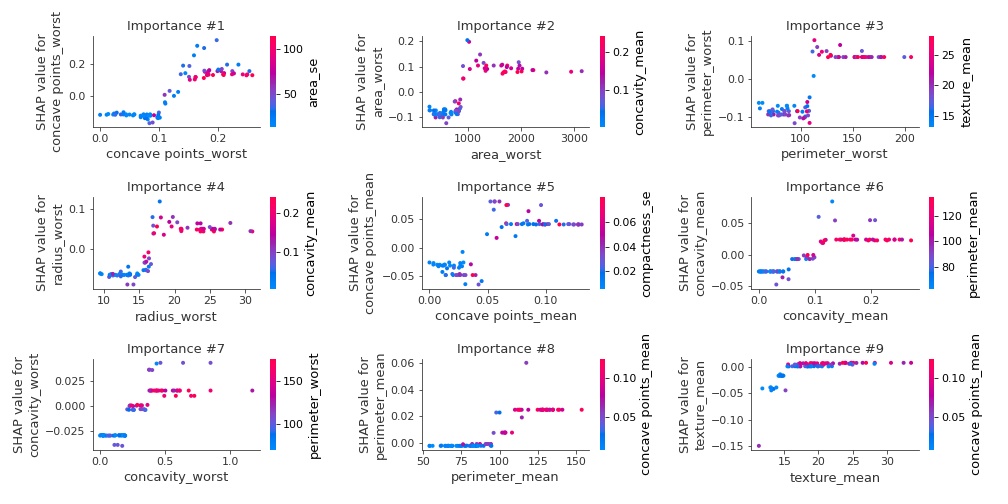 Importance #1
SHAP value for
concave points_worst
0.2
0.0
0.0
0.1
0.2
concave points_worst
100
50
area_se
Importance #2
SHAP value for
area_worst
0.2
0.1
0.0
−0.1
1000
2000
3000
area_worst
0.2
0.1
concavity_mean
Importance #3
SHAP value for
perimeter_worst
0.1
0.0
−0.1
100
150
200
perimeter_worst
25
20
15
texture_mean
Importance #4
SHAP value for
radius_worst
0.1
0.0
10
15
20
25
30
radius_worst
0.2
0.1
concavity_mean
Importance #5
SHAP value for
concave points_mean
0.05
0.00
−0.05
0.00
0.05
0.10
concave points_mean
0.06
0.04
0.02
compactness_se
Importance #6
SHAP value for
concavity_mean
0.05
0.00
−0.05
0.0
0.1
0.2
concavity_mean
120
100
80
perimeter_mean
Importance #7
SHAP value for
concavity_worst
0.025
0.000
−0.025
0.0
0.5
1.0
concavity_worst
150
100
perimeter_worst
Importance #8
SHAP value for
perimeter_mean
0.06
0.04
0.02
0.00
50
75
100
125
150
perimeter_mean
0.10
0.05
concave points_mean
Importance #9
SHAP value for
texture_mean
0.00
−0.05
−0.10
−0.15
15
20
25
30
texture_mean
0.10
0.05
concave points_mean